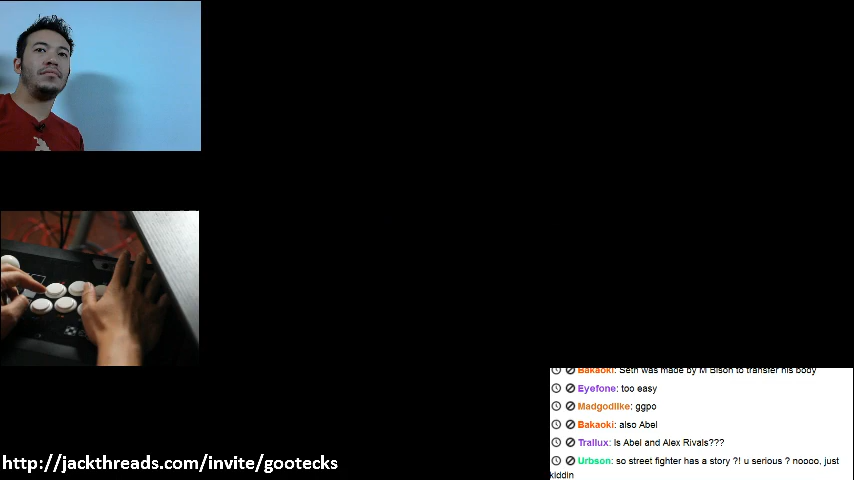 Bakaoki: Seth was made by M Bison to transfer his body
Eyefone: too easy
Madgodlike: ggpo
Bakaoki: also Abel
Trallux: Is Abel and Alex Rivals???
Urbson: so street fighter has a story ?! u serious ? noooo, just
kiddin
http://jackthreads.com/invite/gootecks